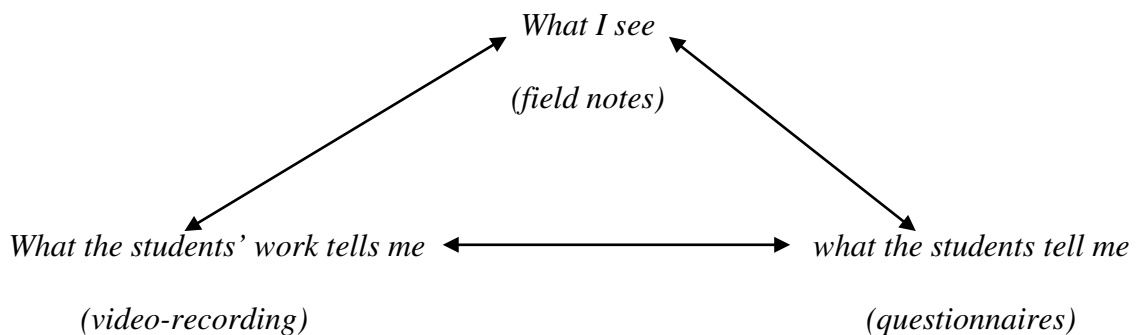 What I see
(field notes)
What the students’ work tells me
what the students tell me
(video-recording)
(questionnaires)